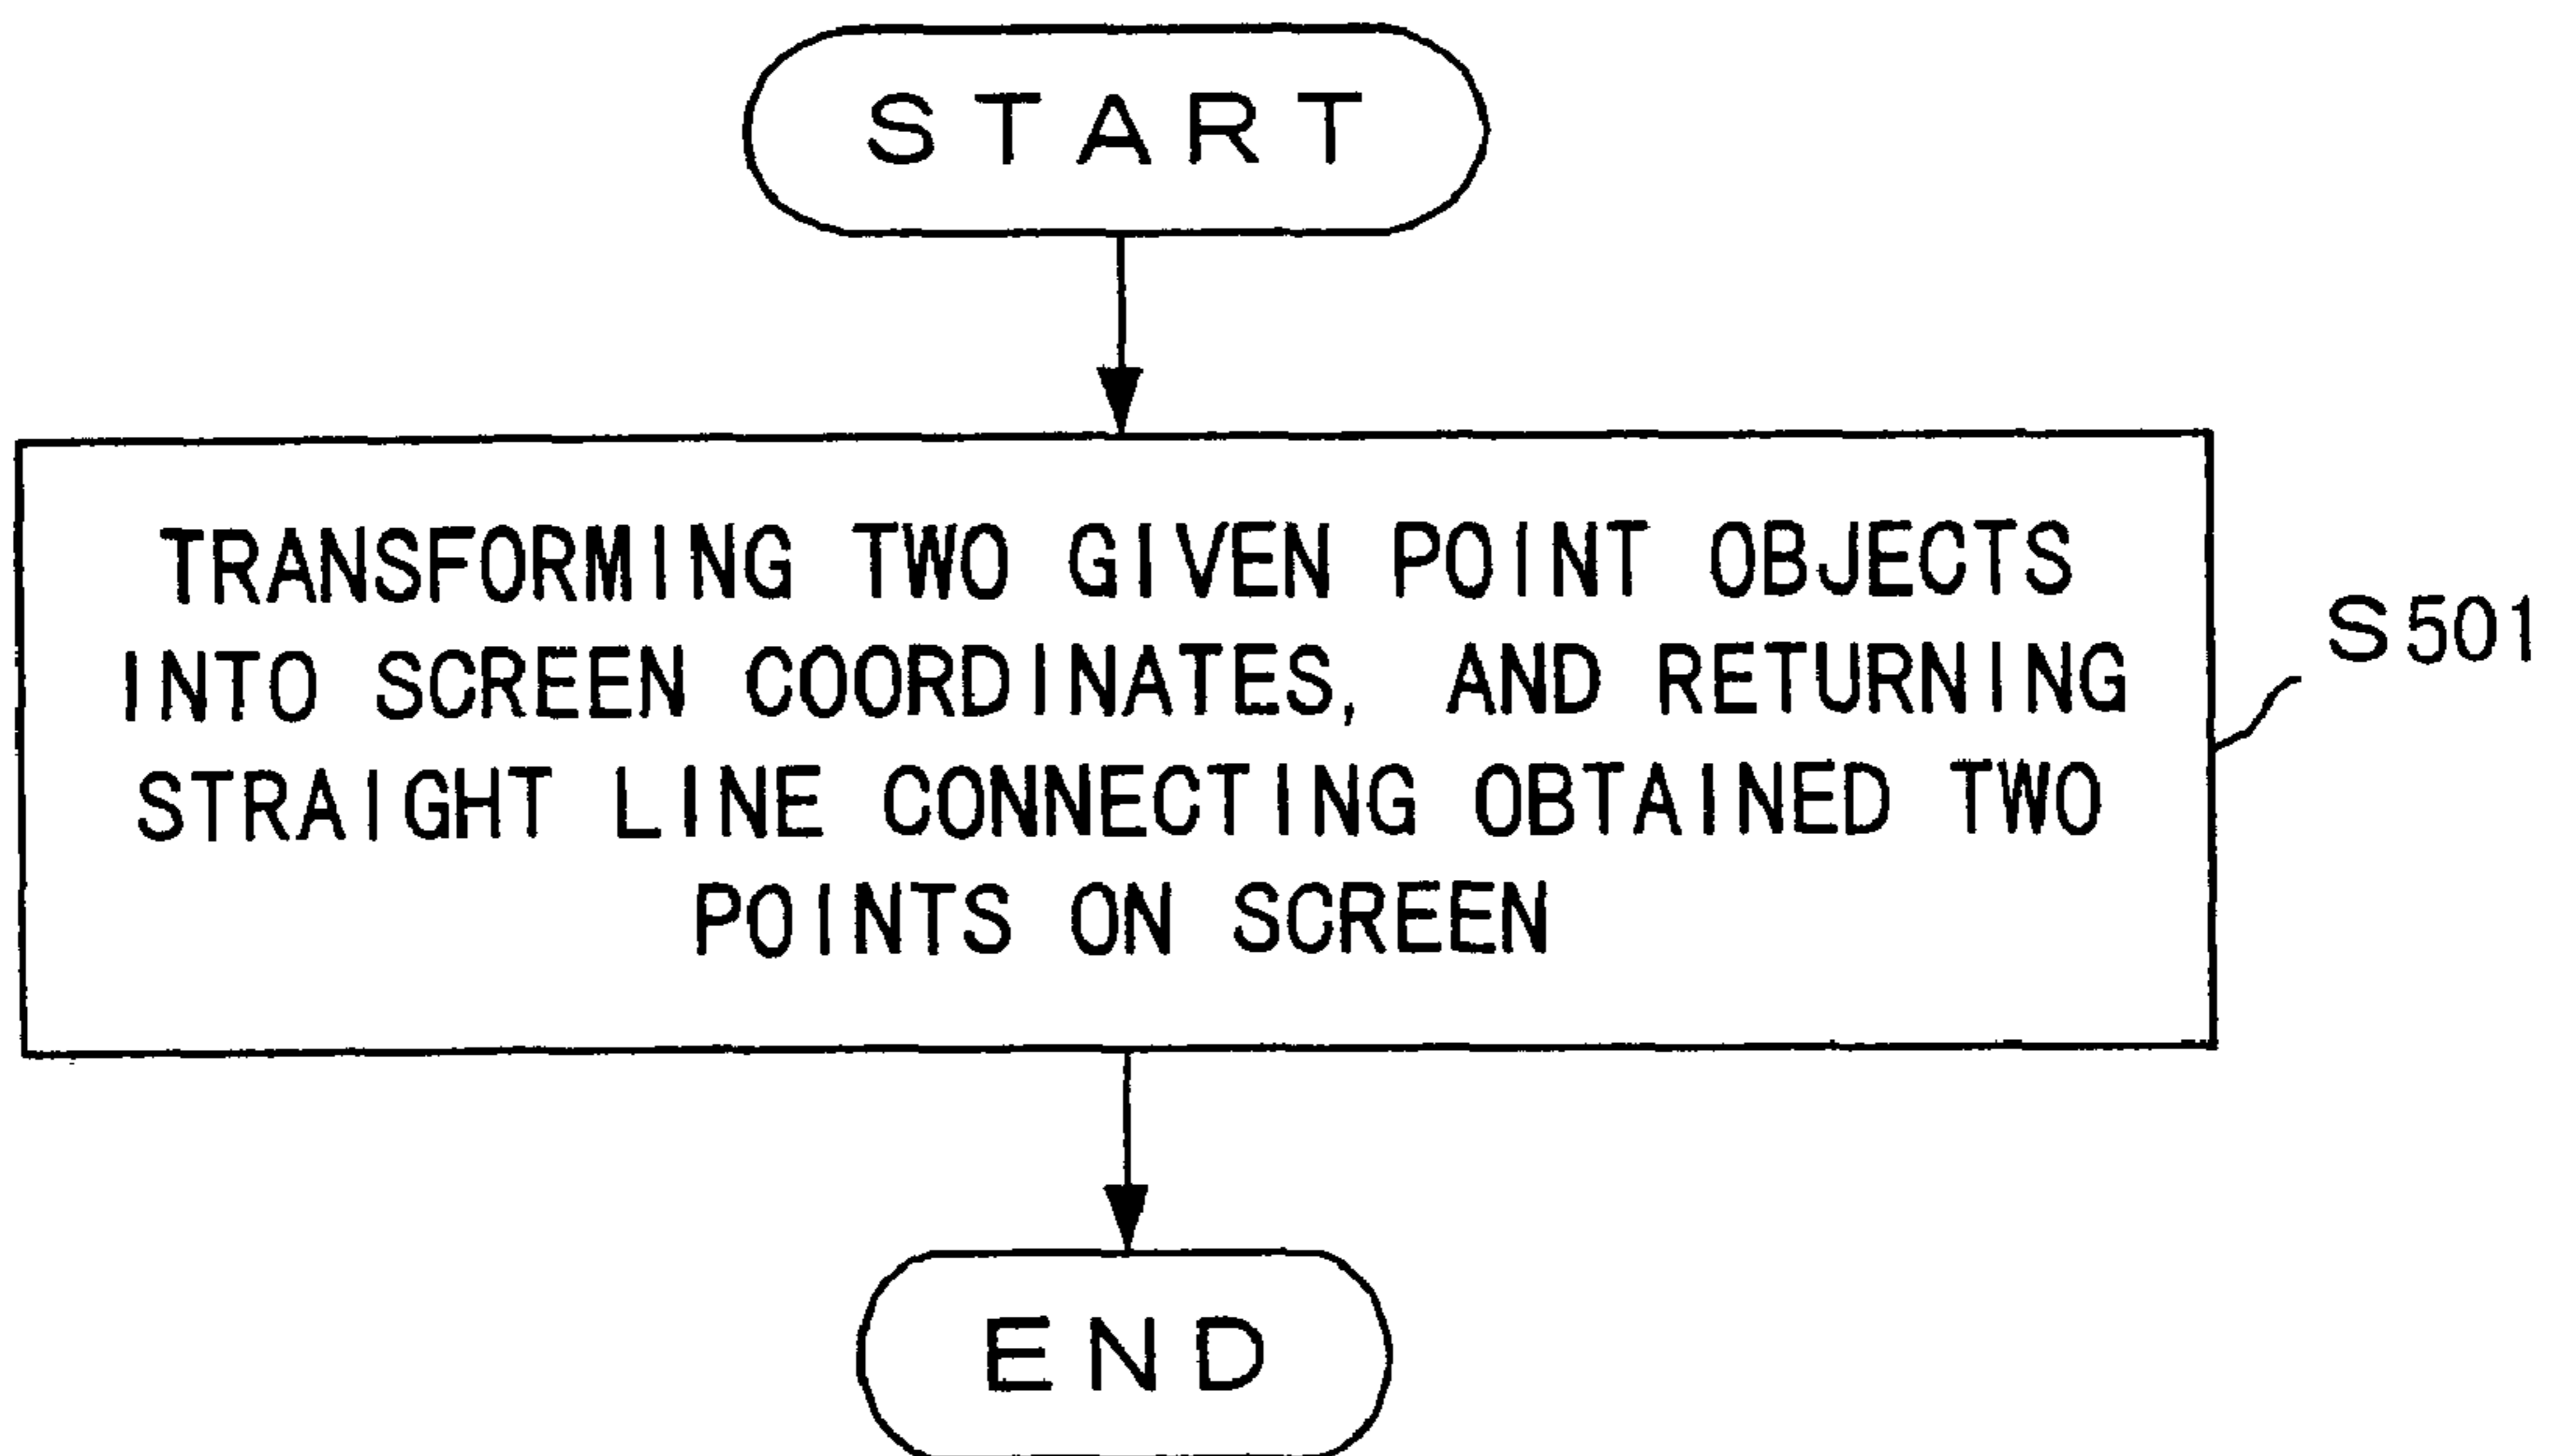 START
TRANSFORMING TWO GIVEN POINT OBJECTS
INTO SCREEN COORDINATES, AND RETURNING
STRAIGHT LINE CONNECTING OBTAINED TWO
POINTS ON SCREEN
S501
END